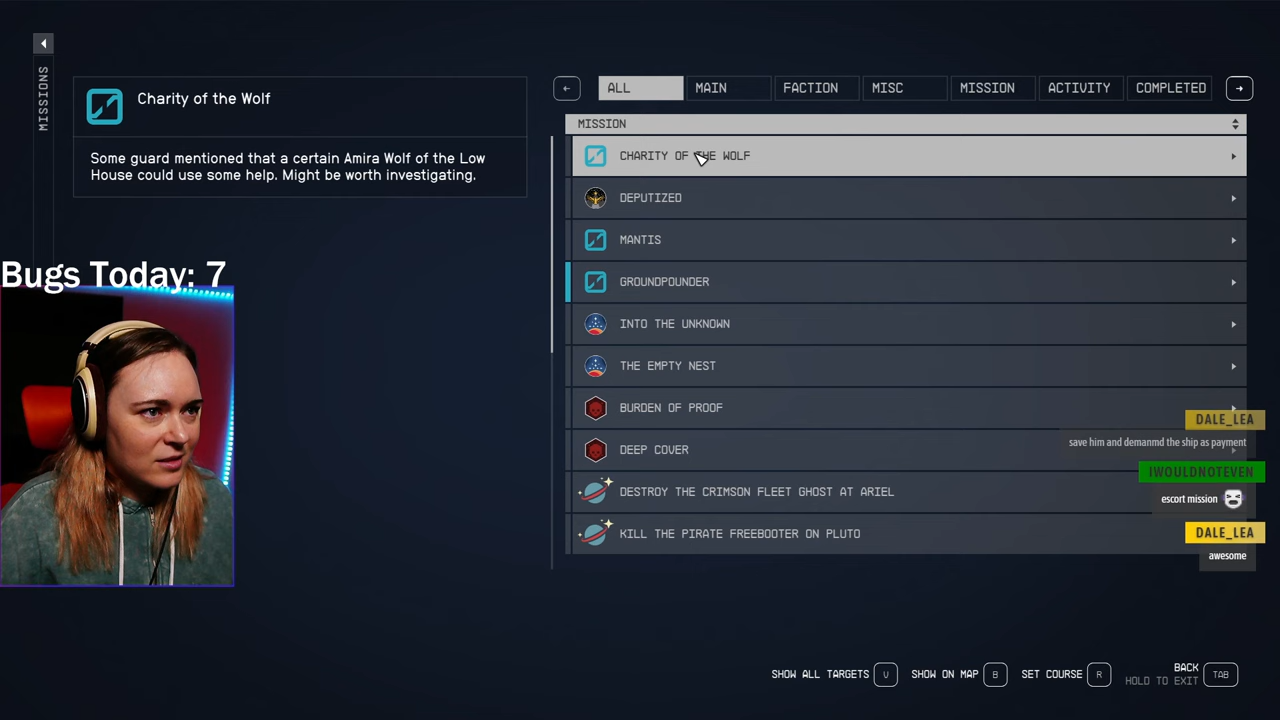 MISSIONS
Charity of the Wolf
Some guard mentioned that a certain Amira Wolf of the Low
House could use some help. Might be worth investigating.
ALL
MAIN
FACTION
MISC
MISSION
ACTIVITY
COMPLETED
MISSION
CHARITY OF THE WOLF
DEPUTIZED
MANTIS
GROUNDPOUNDER
INTO THE UNKNOWN
THE EMPTY NEST
BURDEN OF PROOF
DEEP COVER
DESTROY THE CRIMSON FLEET GHOST AT ARIEL
KILL THE PIRATE FREEBOOTER ON PLUTO
Bugs Today: 7
DALE_LEA
save him and demanmd the ship as payment
IWOULDNOTEVEN
escort mission
DALE_LEA
awesome
SHOW ALL TARGETS V
SHOW ON MAP B
SET COURSE R
BACK
HOLD TO EXIT
TAB